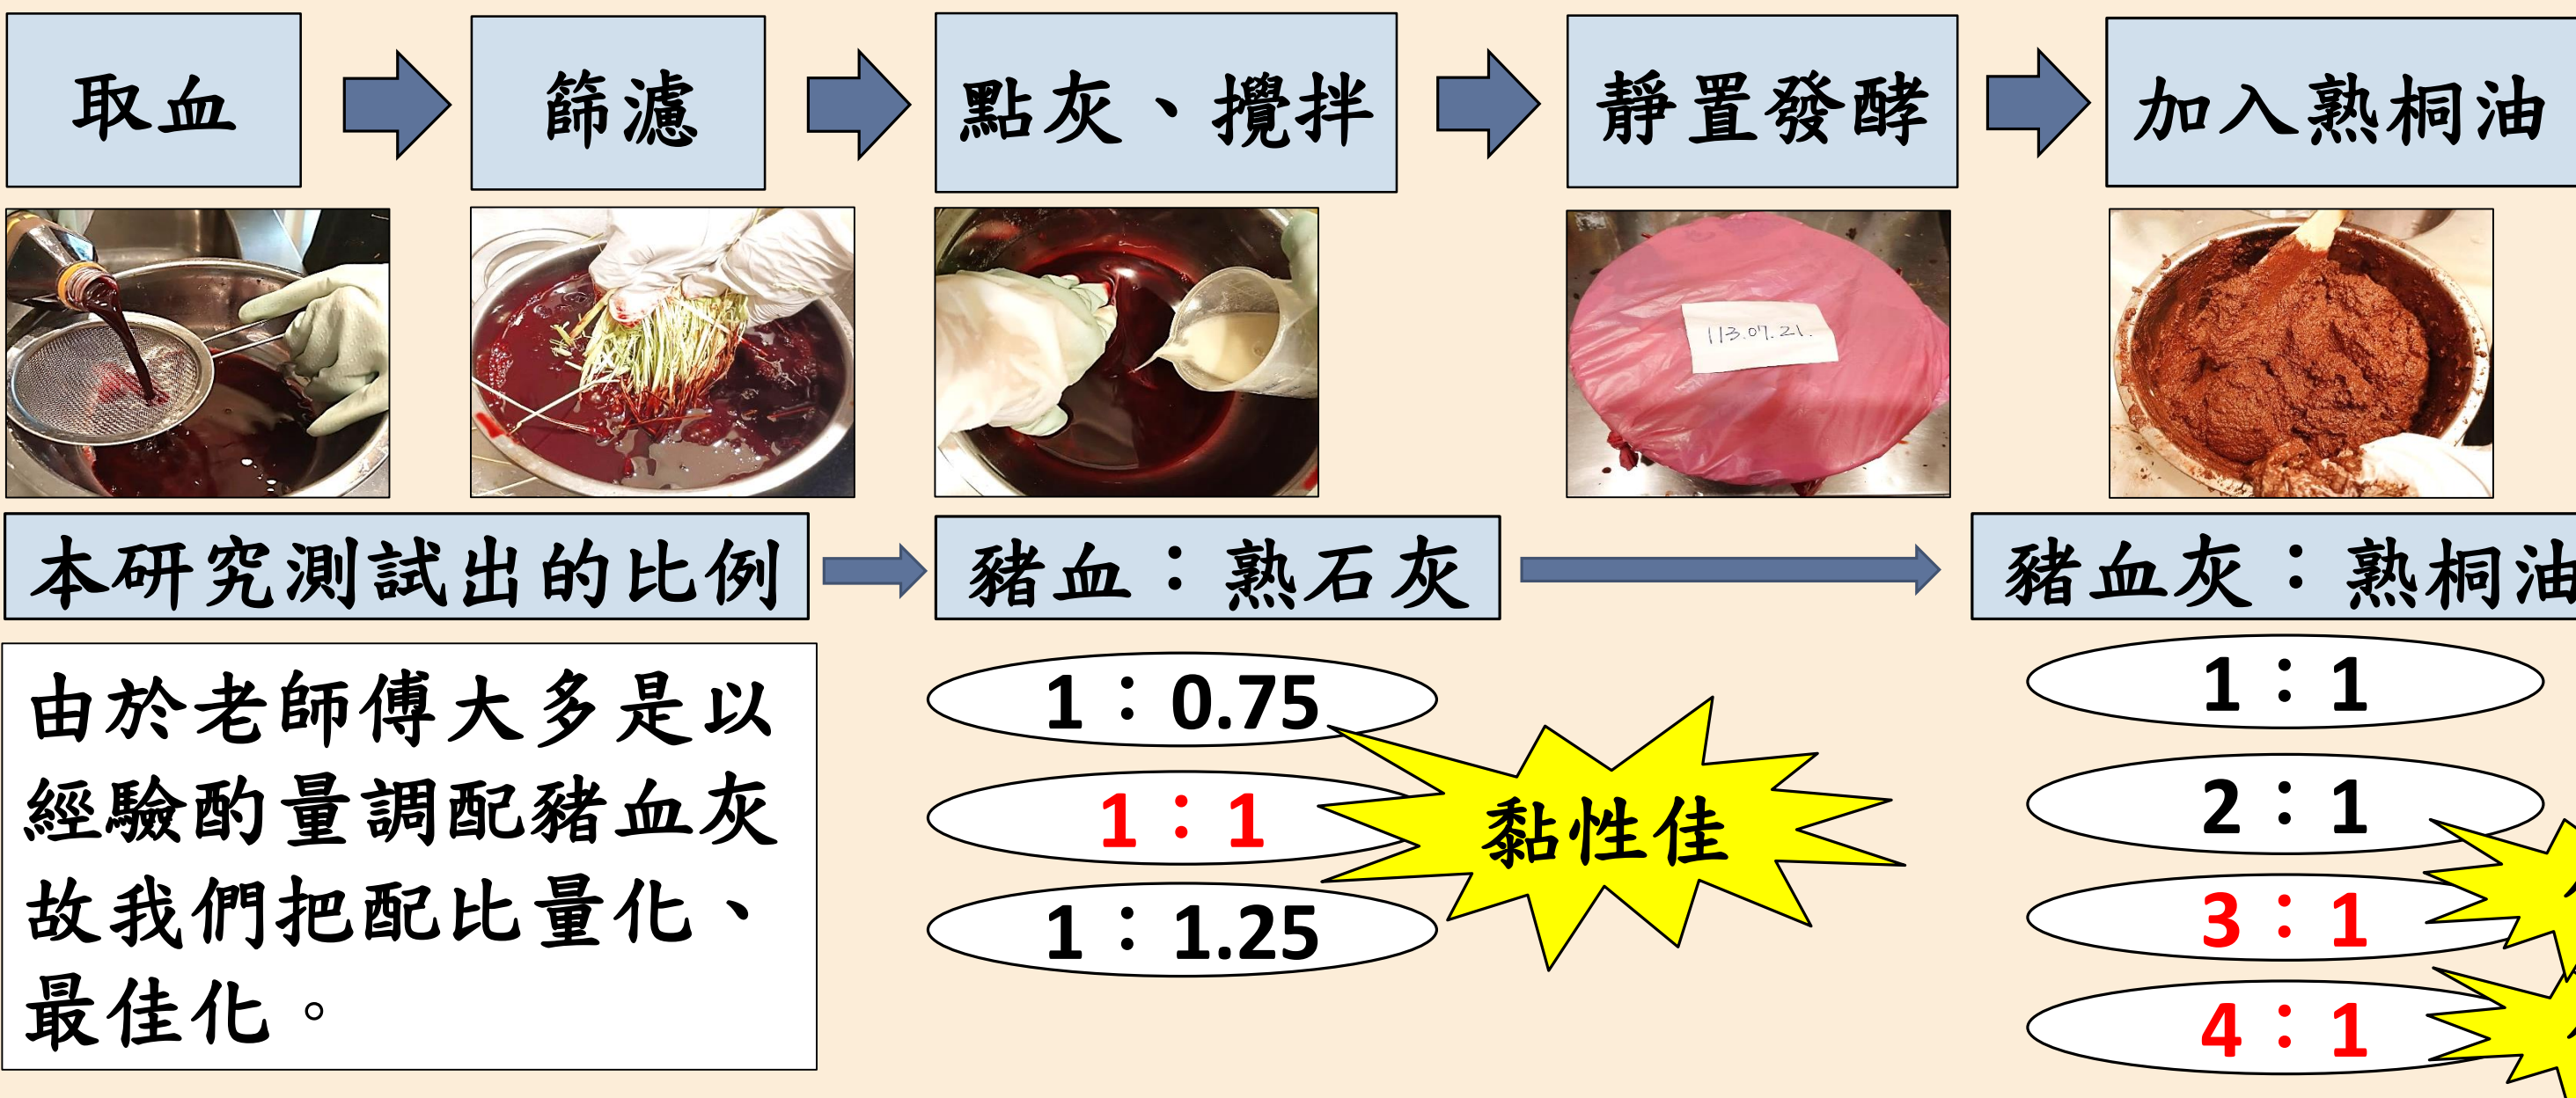 取血
篩濾
點灰、攪拌
靜置發酵
加入熟桐油
113.07.21.
本研究測試出的比例
豬血：熟石灰
豬血灰：熟桐油
由於老師傅大多是以
經驗酌量調配豬血灰
故我們把配比量化、
最佳化。
1：0.75
1：1
1：1.25
黏性佳
1：1
2：1
3：1
4：1